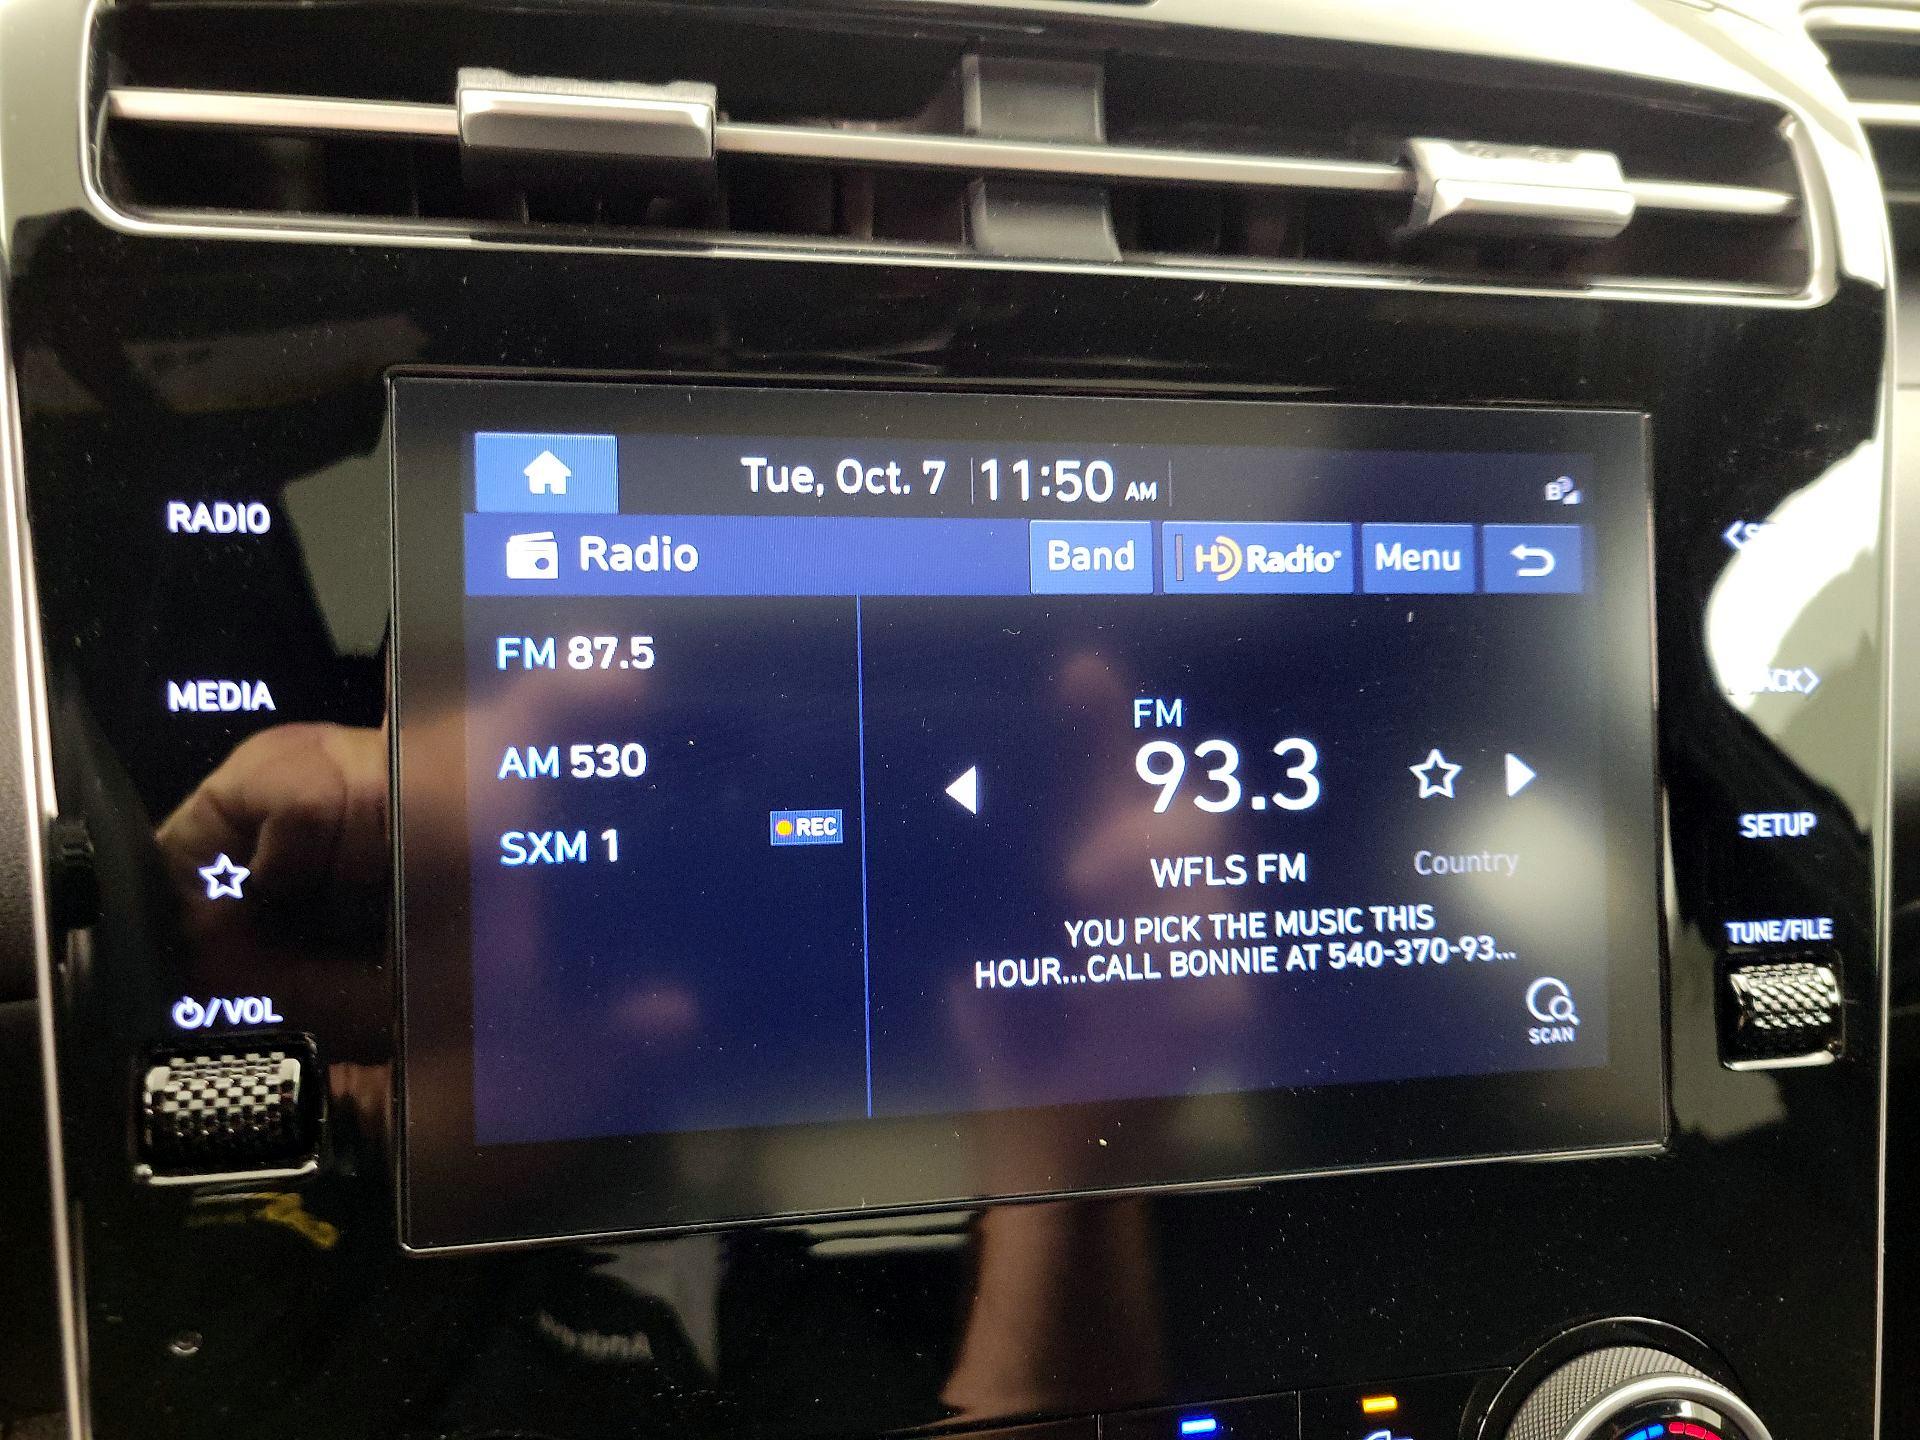 Tue, Oct. 7 11:50 AM
RADIO
Radio Band HD Radio Menu
FM 87.5
MEDIA
FM
AM 530
93.3
REC
SETUP
SXM 1
WFLS FM Country
TUNE/FILE
YOU PICK THE MUSIC THIS
HOUR...CALL BONNIE AT 540-370-93...
/VOL
SCAN